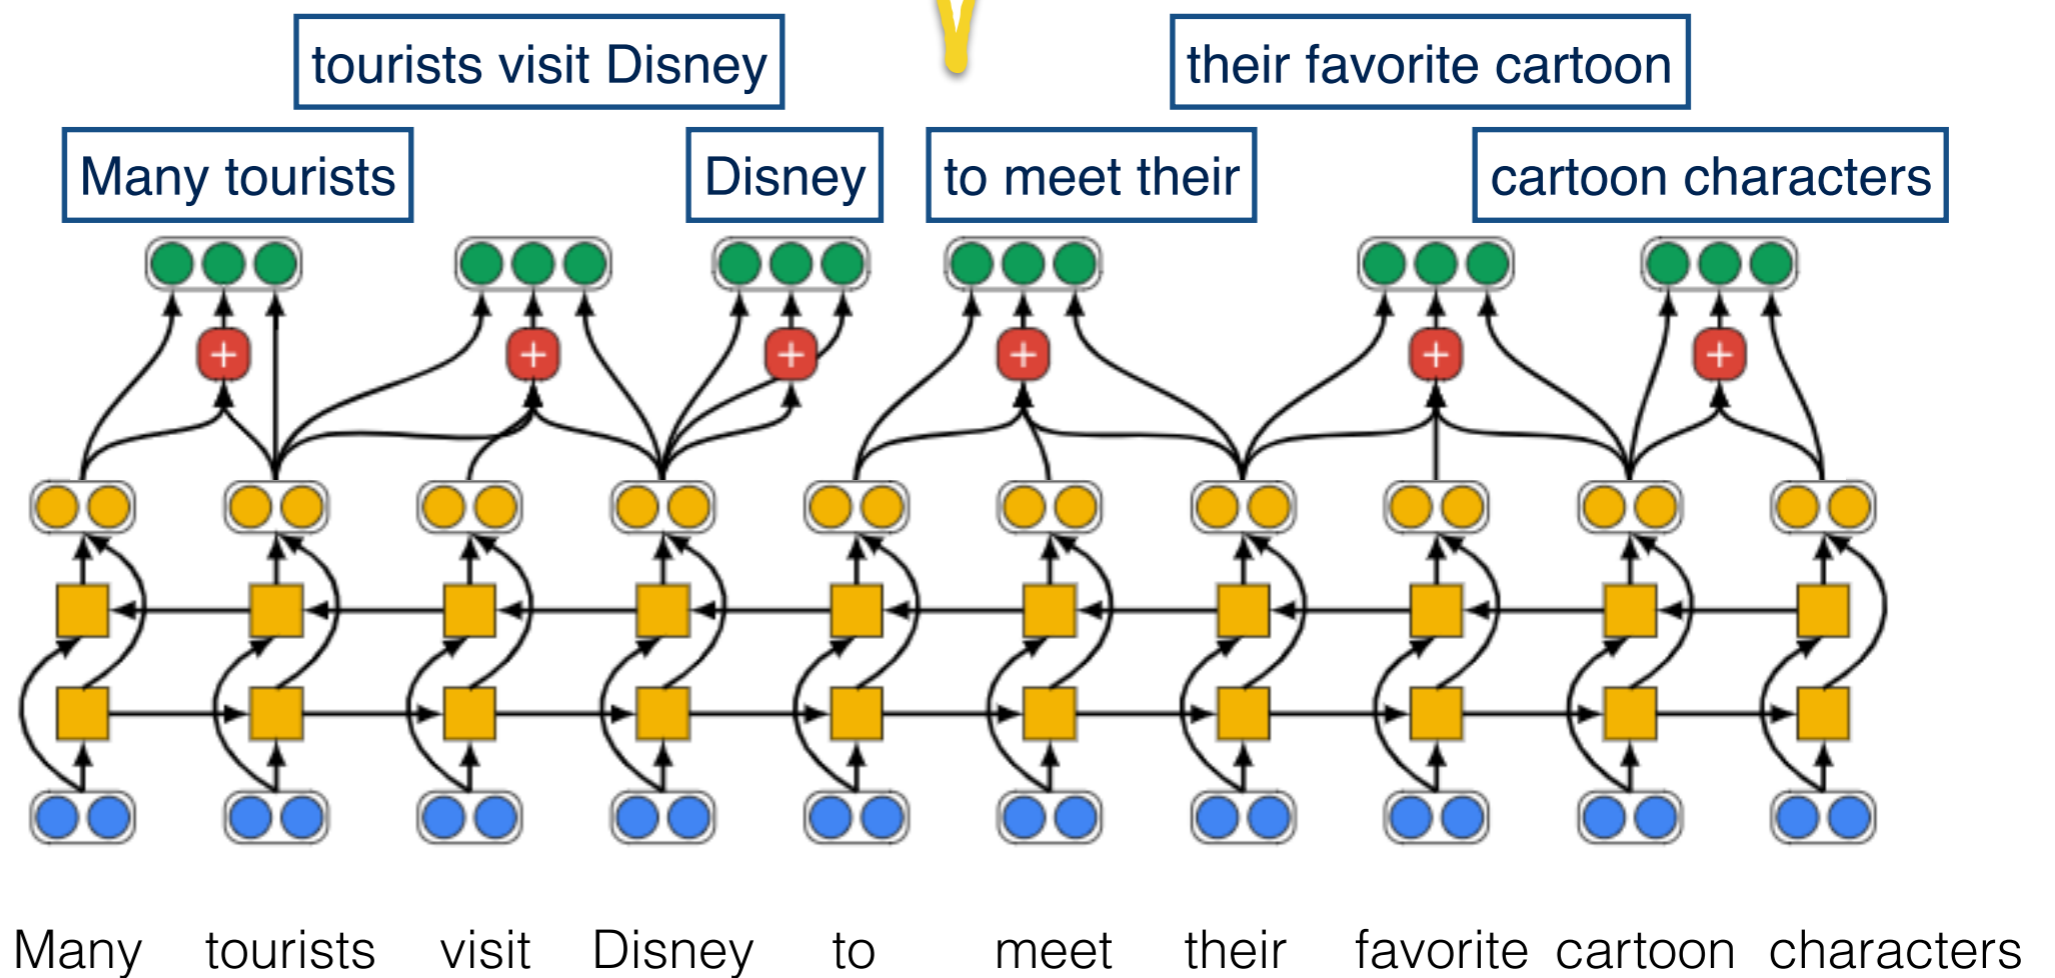 tourists visit Disney
their favorite cartoon
Many tourists
Disney
to meet their
cartoon characters
+ + + + + +
Many tourists visit Disney to meet their favorite cartoon characters